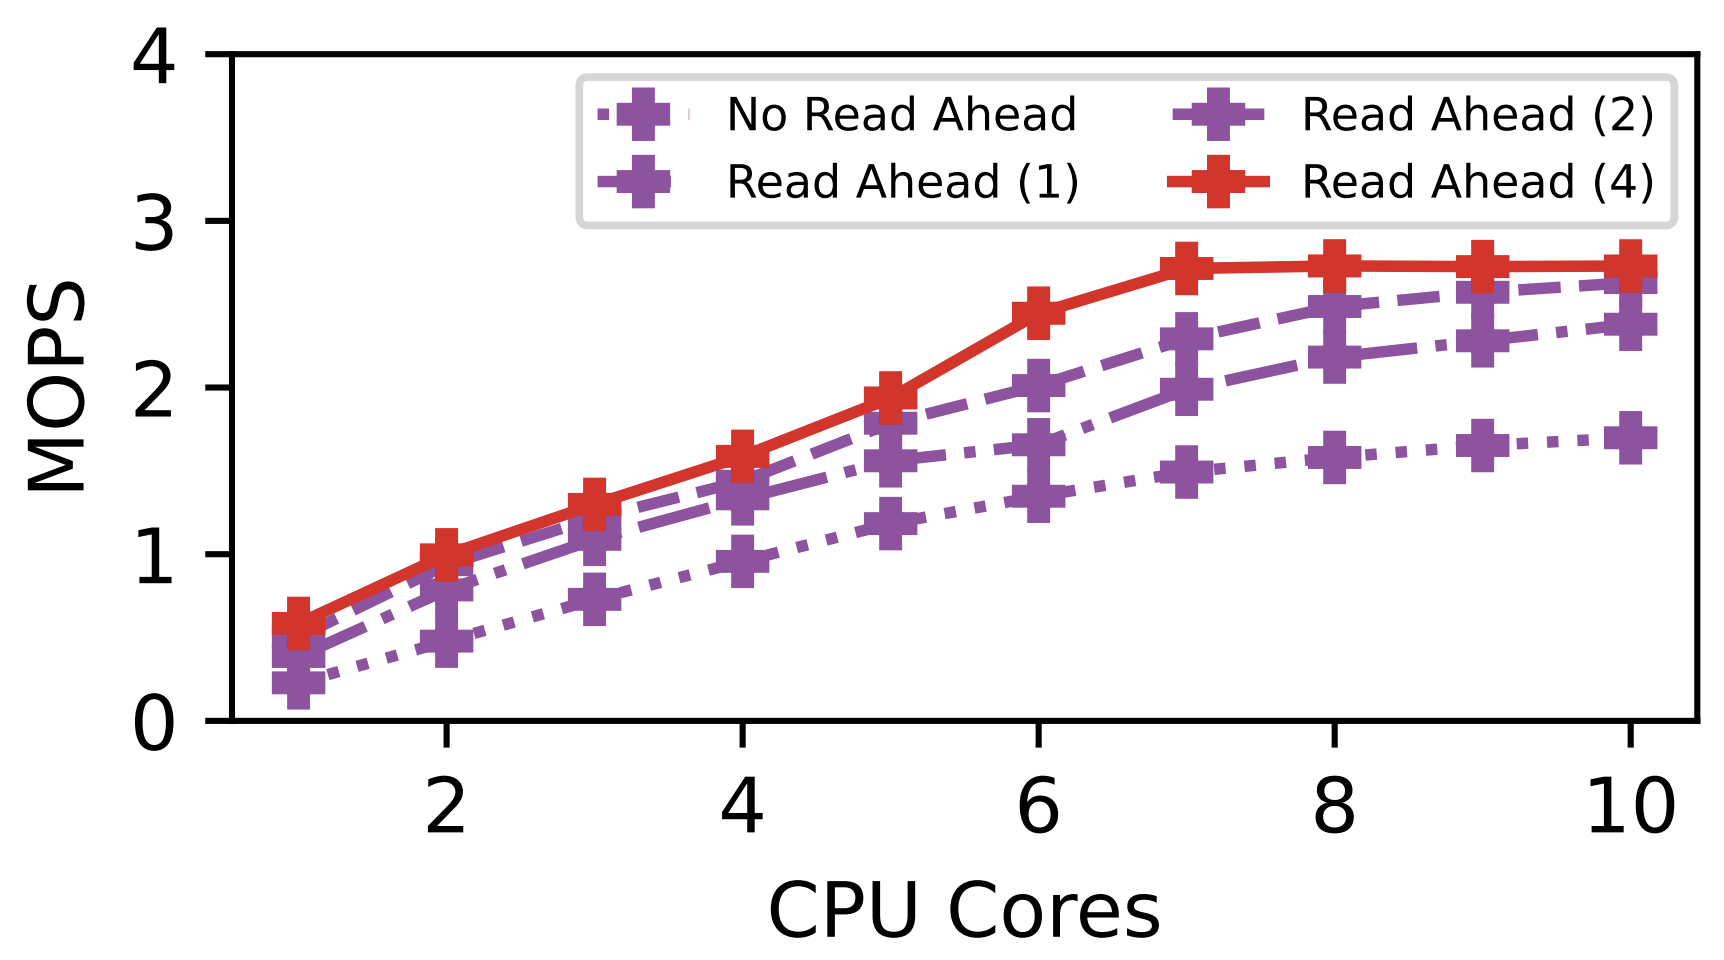 4
3
2
1
0
MOPS
No Read Ahead
Read Ahead (1)
Read Ahead (2)
Read Ahead (4)
2 4 6 8 10
CPU Cores